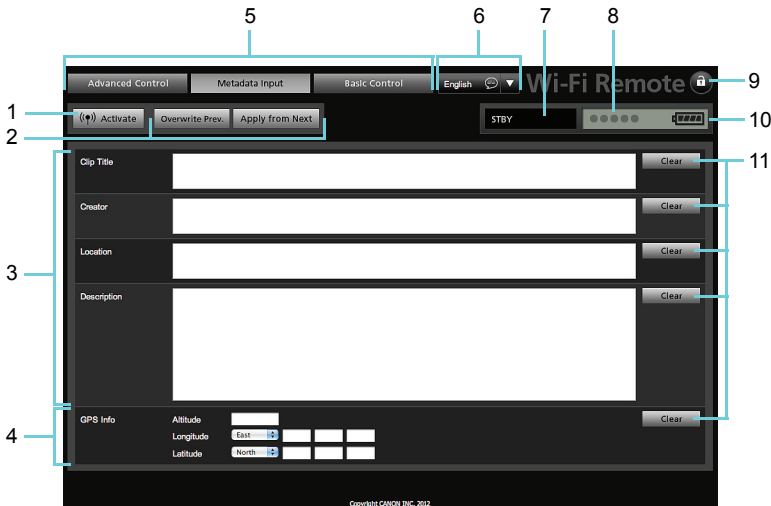 5 6 7 8
Advanced Control Metadata Input Basic Control English Wi-Fi Remote 9
1 Activate Overwrite Prev. Apply from Next STBY 10
2
Clip Title Clear 11
Creator Clear
Location Clear
3
Description Clear
GPS Info Altitude Clear
4 Longitude East
Latitude North
Copyright CANON INC. 2012